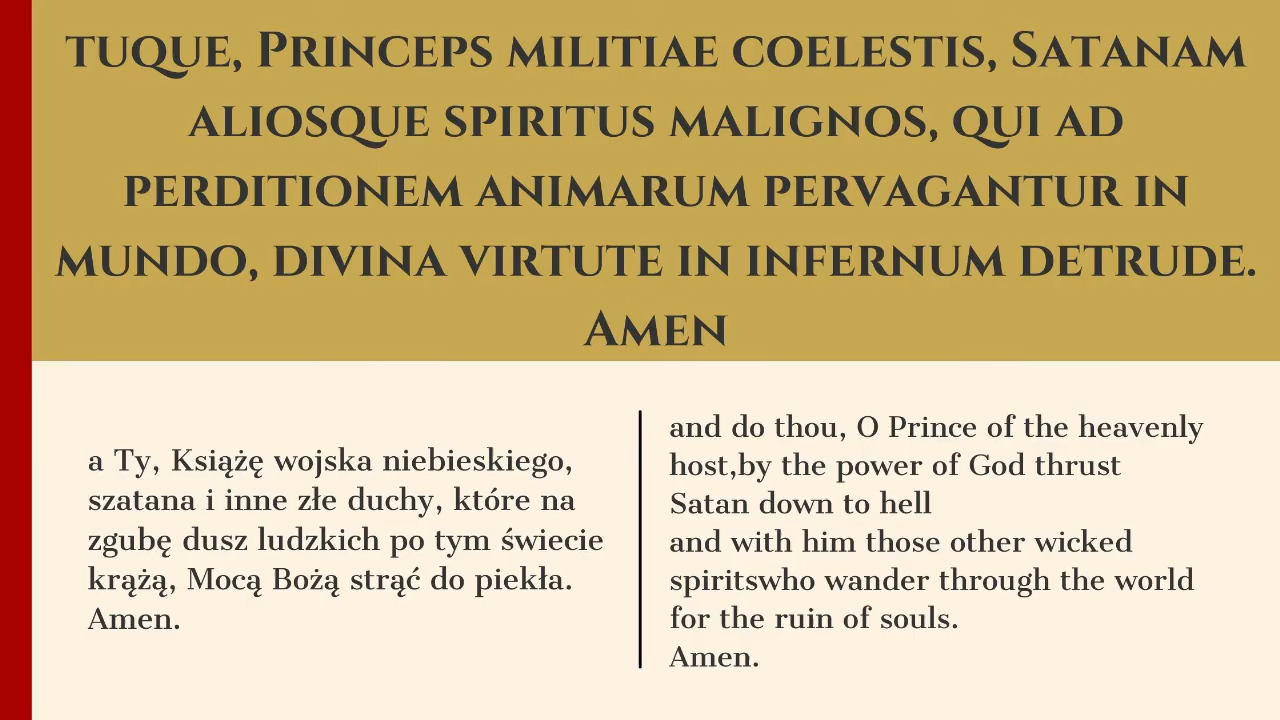 tuque, Princeps militiae coelestis, Satanam
aliosque spiritus malignos, qui ad
perditionem animarum pervagantur in
mundo, divina virtute in infernum detrude.
Amen
a Ty, Książę wojska niebieskiego,
szatana i inne złe duchy, które na
zgubę dusz ludzkich po tym świecie
krążą, Mocą Bożą strąć do piekła.
Amen.
and do thou, O Prince of the heavenly
host,by the power of God thrust
Satan down to hell
and with him those other wicked
spiritswho wander through the world
for the ruin of souls.
Amen.